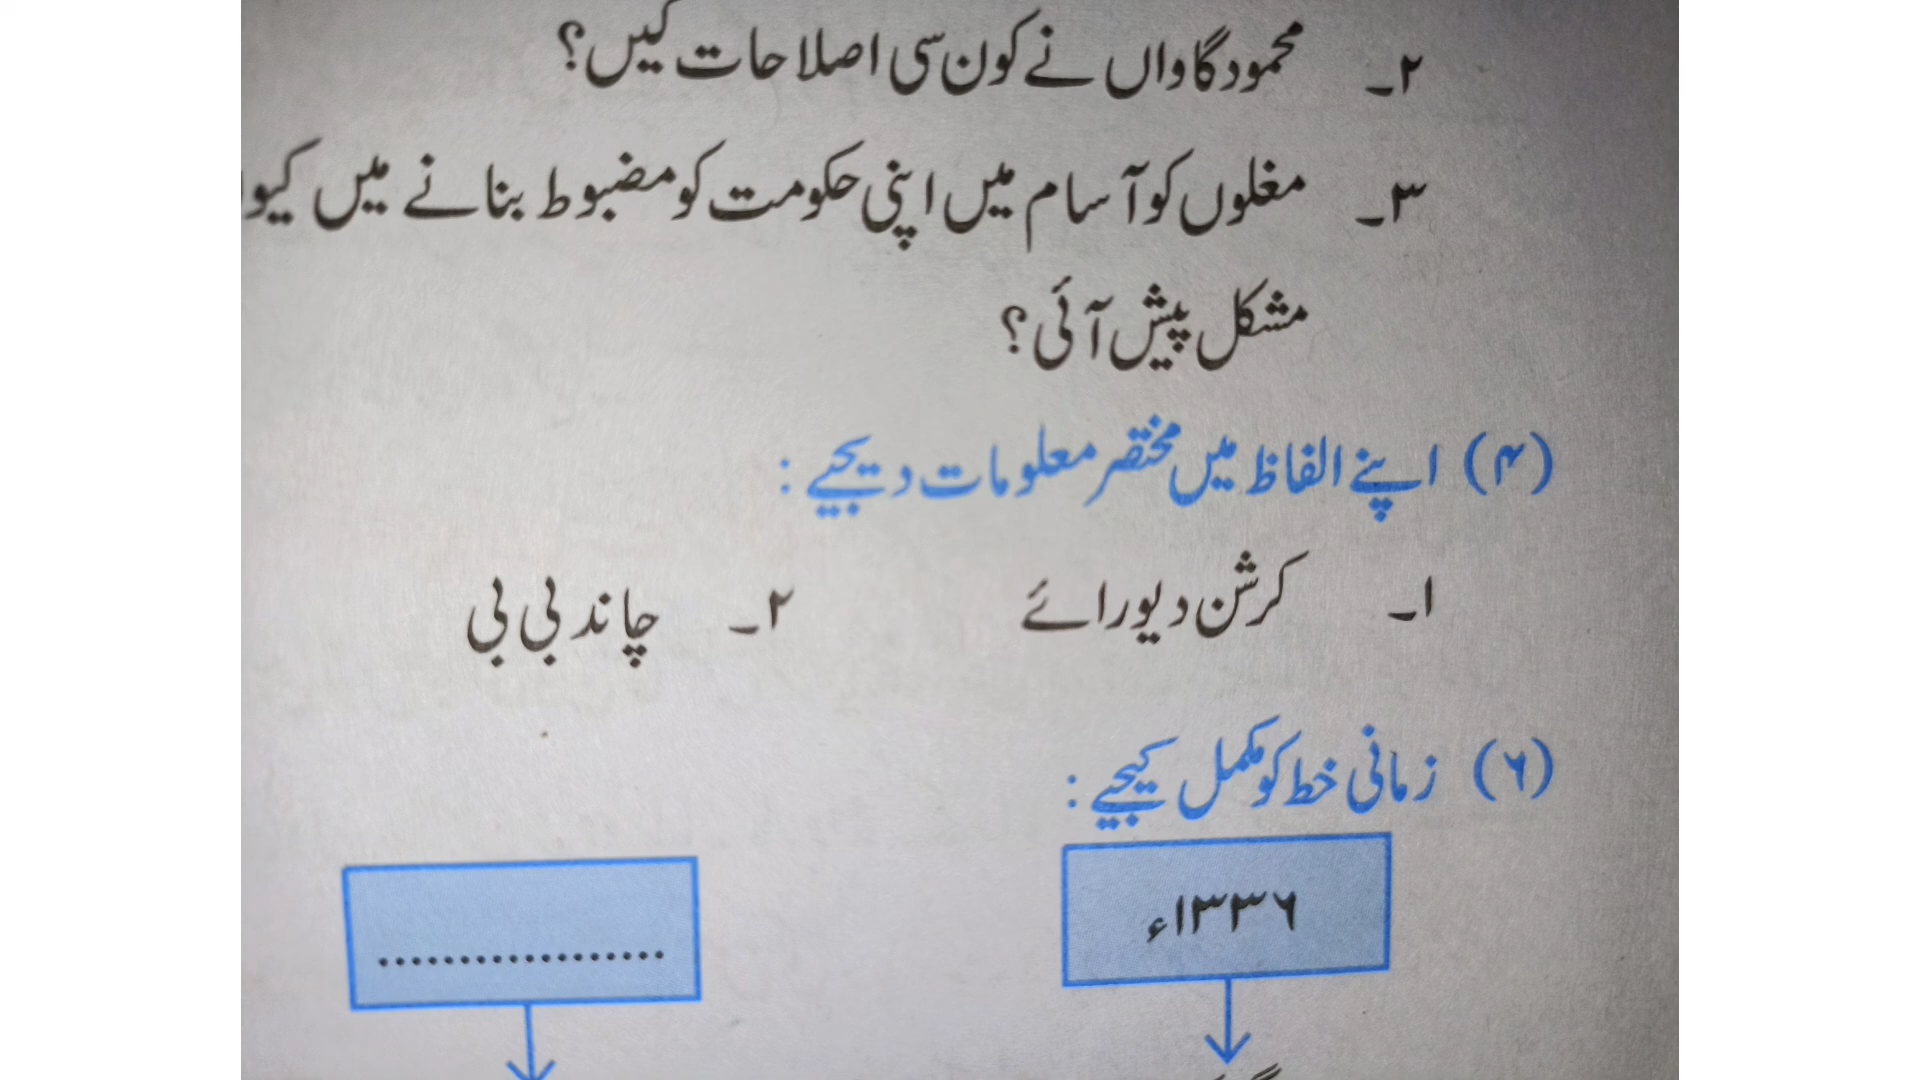 ۲۔ محمود گاواں نے کون سی اصلاحات کیں؟
۳۔ مغلوں کو آسام میں اپنی حکومت کو مضبوط بنانے میں
مشکل پیش آئی؟
(۴) اپنے الفاظ میں مختصر معلومات دیجیے :
۱۔ کرشن دیورائے ۲۔ چاند بی بی
(۶) زمانی خط کو مکمل کیجیے :
۱۳۳۶ء ..................